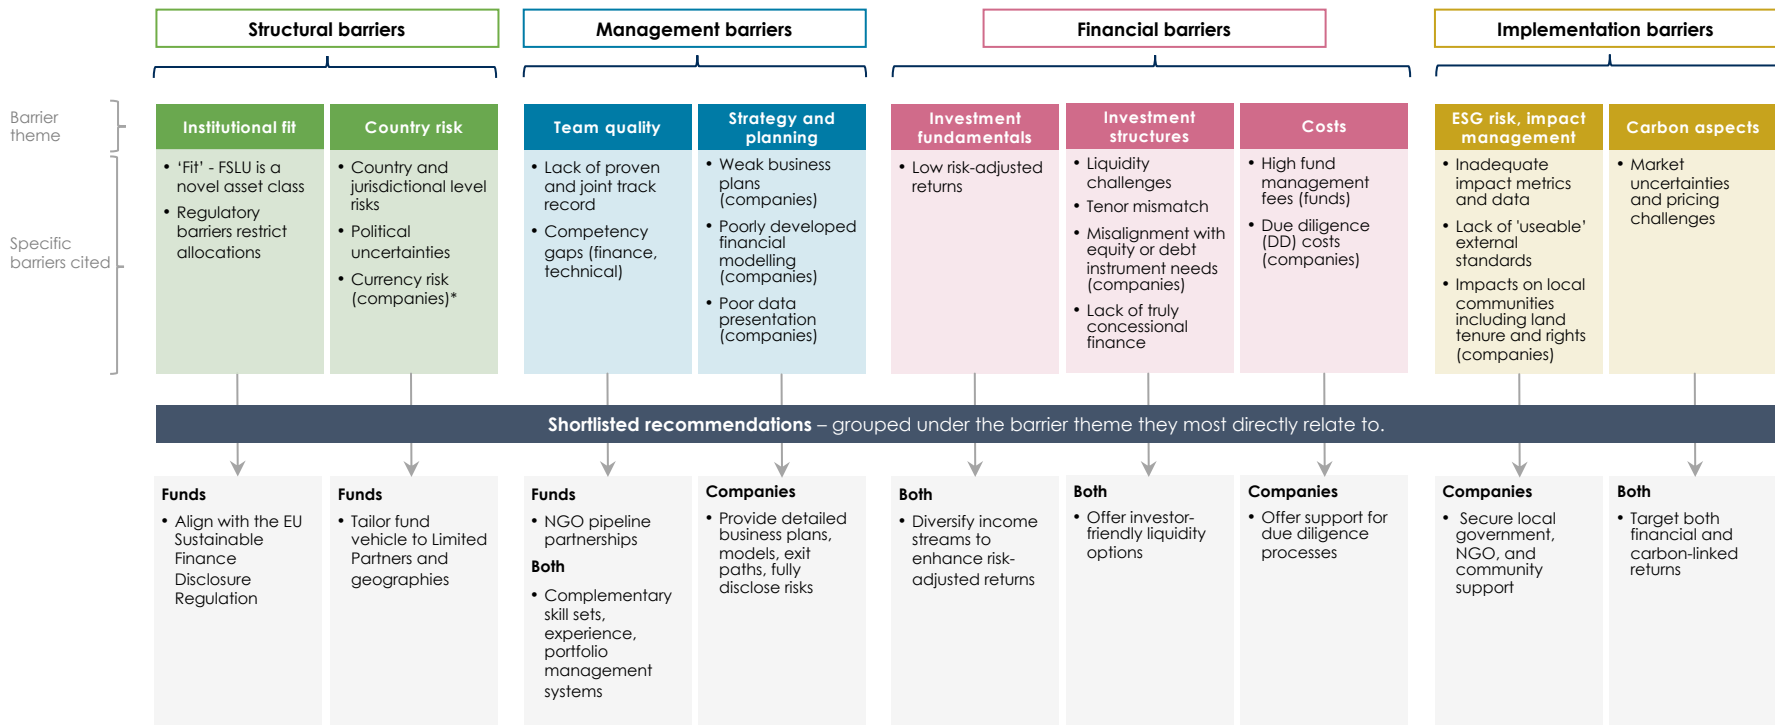 Structural barriers
Management barriers
Financial barriers
Implementation barriers
Barrier
theme
Institutional fit
Country risk
Team quality
Strategy and
planning
Investment
fundamentals
Investment
structures
Costs
ESG risk, impact
management
Carbon aspects
Specific
barriers cited
• ‘Fit’ - FSLU is a
novel asset class
• Regulatory
barriers restrict
allocations
• Country and
jurisdictional level
risks
• Political
uncertainties
• Currency risk
(companies)*
• Lack of proven
and joint track
record
• Competency
gaps (finance,
technical)
• Weak business
plans
(companies)
• Poorly developed
financial
modelling
(companies)
• Poor data
presentation
(companies)
• Low risk-adjusted
returns
• Liquidity
challenges
• Tenor mismatch
• Misalignment with
equity or debt
instrument needs
(companies)
• Lack of truly
concessional
finance
• High fund
management
fees (funds)
• Due diligence
(DD) costs
(companies)
• Inadequate
impact metrics
and data
• Lack of 'useable’
external
standards
• Impacts on local
communities
including land
tenure and rights
(companies)
• Market
uncertainties
and pricing
challenges
Shortlisted recommendations – grouped under the barrier theme they most directly relate to.
Funds
• Align with the EU
Sustainable
Finance
Disclosure
Regulation
Funds
• Tailor fund
vehicle to Limited
Partners and
geographies
Funds
• NGO pipeline
partnerships
Both
• Complementary
skill sets,
experience,
portfolio
management
systems
Companies
• Provide detailed
business plans,
models, exit
paths, fully
disclose risks
Both
• Diversify income
streams to
enhance risk-
adjusted returns
Both
• Offer investor-
friendly liquidity
options
Companies
• Offer support for
due diligence
processes
Companies
• Secure local
government,
NGO, and
community
support
Both
• Target both
financial and
carbon-linked
returns